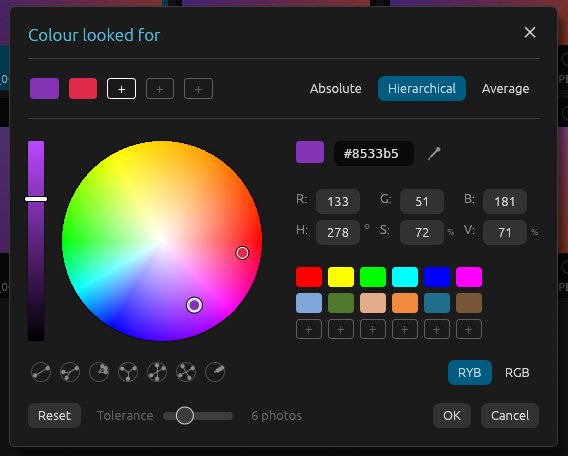 Colour looked for
+ + +
Absolute Hierarchical Average
#8533b5
R: 133 G: 51 B: 181
H: 278 ° S: 72 % V: 71 %
+ + + + + +
RYB RGB
Reset Tolerance 6 photos OK Cancel